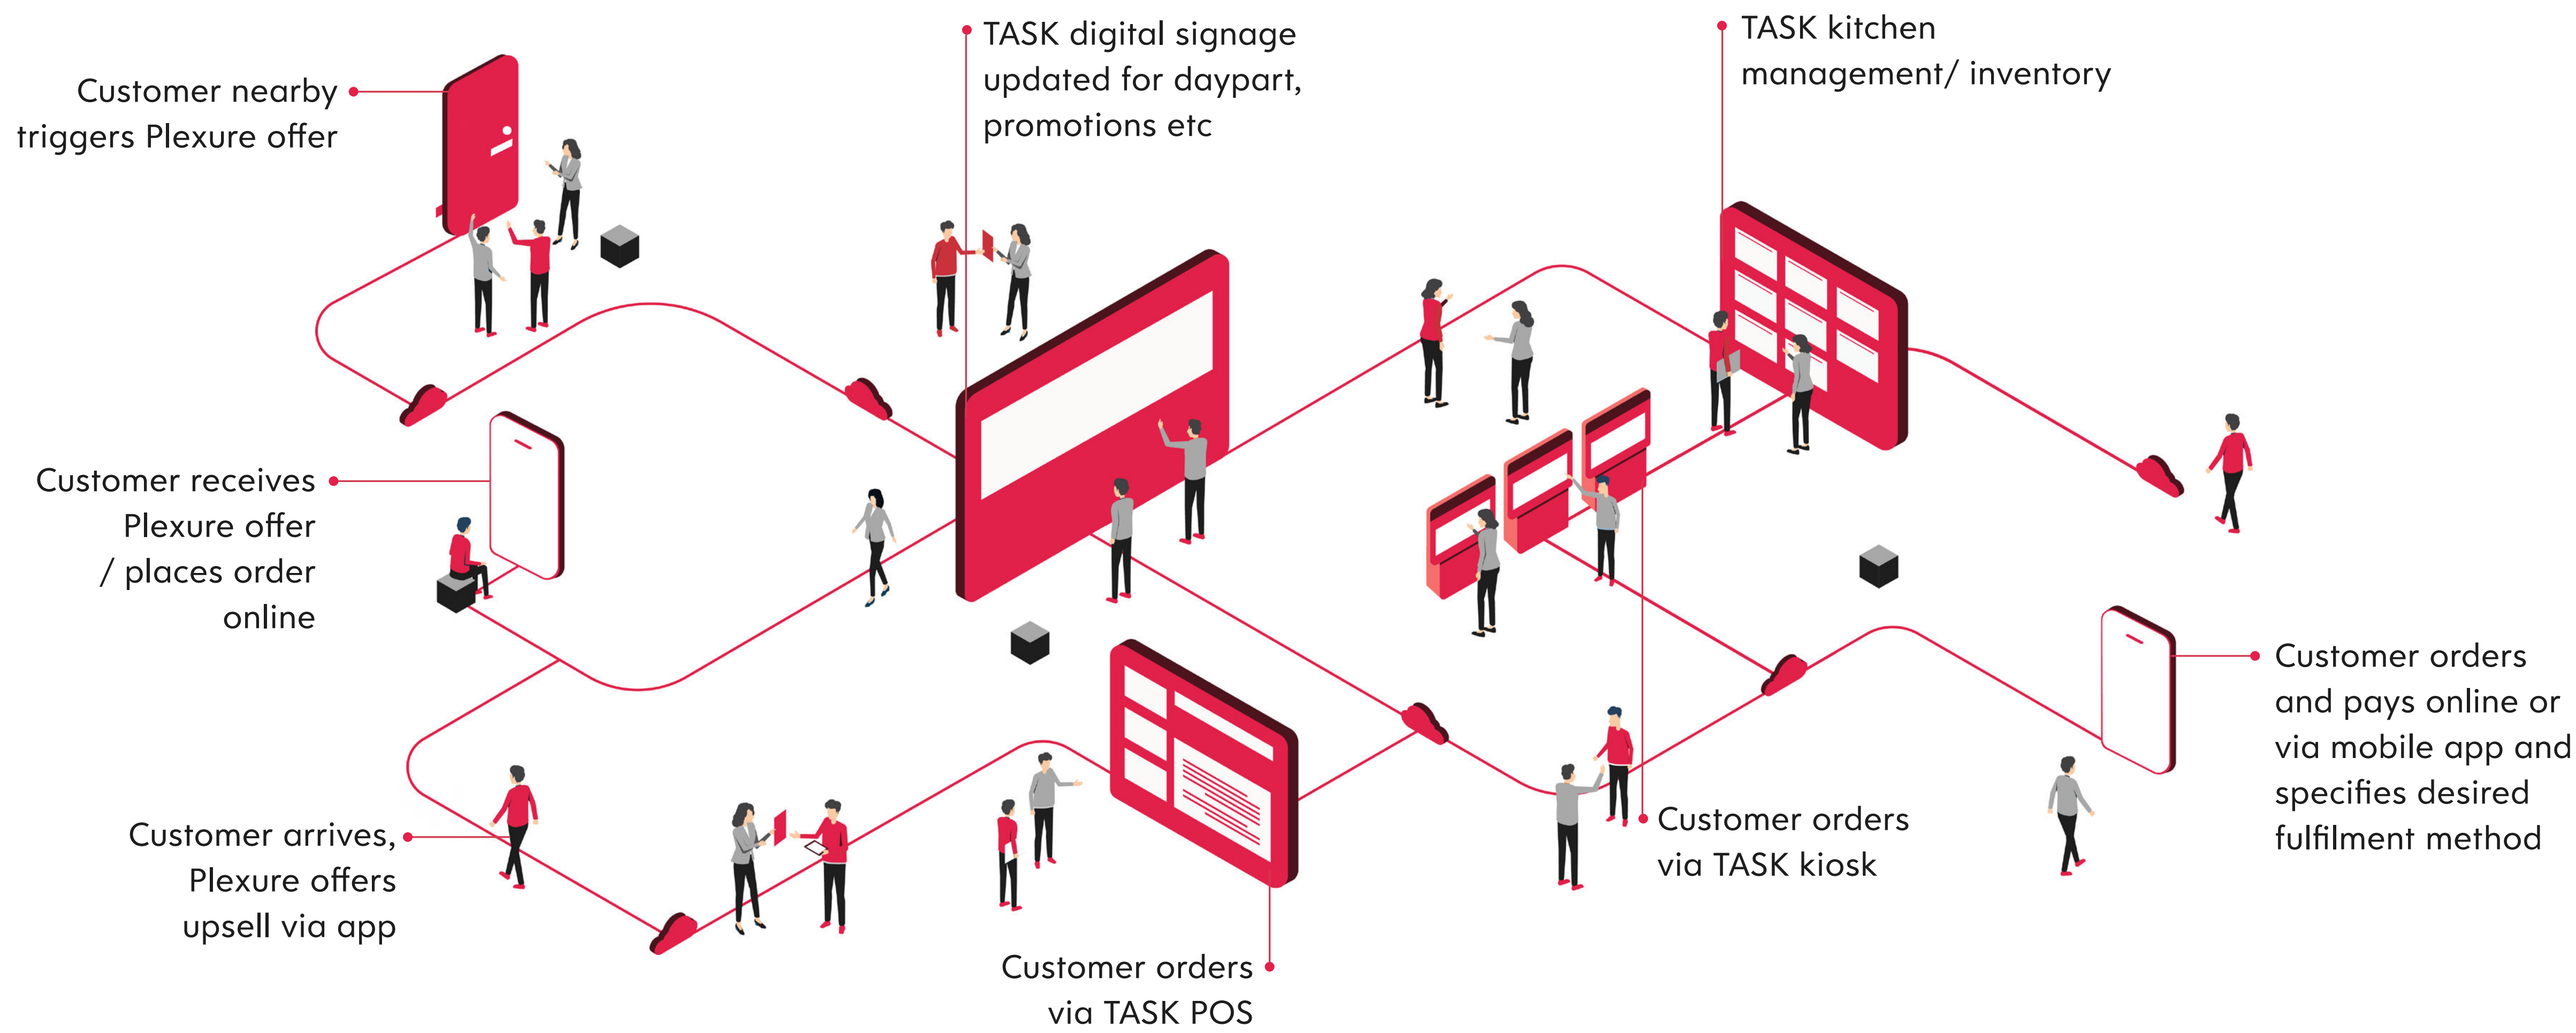 TASK digital signage
updated for daypart,
promotions etc
TASK kitchen
management/ inventory
Customer nearby
triggers Plexure offer
Customer receives
Plexure offer
/ places order
online
Customer orders
and pays online or
via mobile app and
specifies desired
fulfilment method
Customer arrives,
Plexure offers
upsell via app
Customer orders
via TASK kiosk
Customer orders
via TASK POS